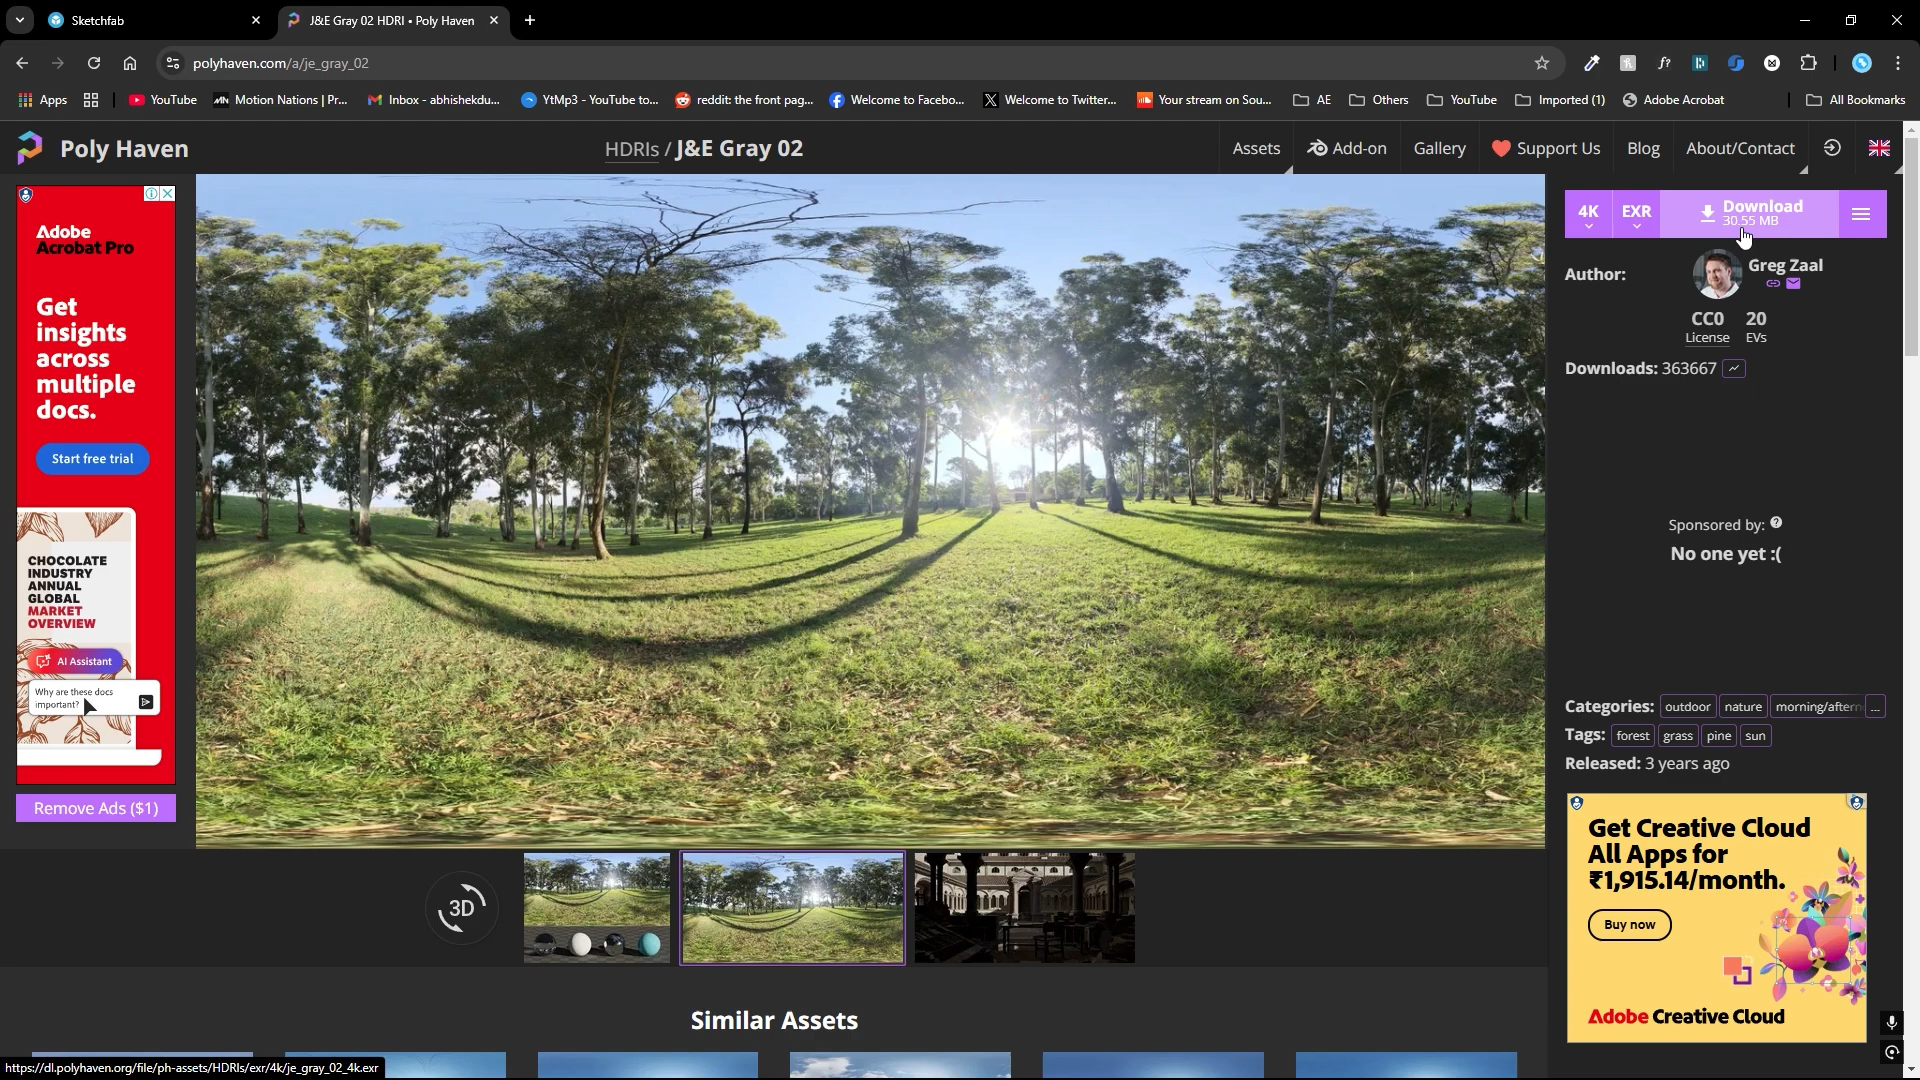 Sketchfab
J&E Gray 02 HDRI • Poly Haven
polyhaven.com/a/je_gray_02
Apps
YouTube
Motion Nations | Pr...
Inbox - abhishekdu...
YtMp3 - YouTube to...
reddit: the front pag...
Welcome to Facebo...
Welcome to Twitter...
Your stream on Sou...
AE
Others
YouTube
Imported (1)
Adobe Acrobat
All Bookmarks
Poly Haven
HDRIs / J&E Gray 02
Assets
Add-on
Gallery
Support Us
Blog
About/Contact
Adobe
Acrobat Pro
Get
insights
across
multiple
docs.
Start free trial
CHOCOLATE
INDUSTRY
ANNUAL
GLOBAL
MARKET
OVERVIEW
AI Assistant
Why are these docs
important?
Remove Ads ($1)
4K
EXR
Download
30.55 MB
Author:
Greg Zaal
CC0
License
20
EVs
Downloads: 363667
Sponsored by:
No one yet :(
Categories: outdoor nature morning/aftern ...
Tags: forest grass pine sun
Released: 3 years ago
Get Creative Cloud
All Apps for
₹1,915.14/month.
Buy now
Adobe Creative Cloud
3D
Similar Assets
https://dl.polyhaven.org/file/ph-assets/HDRIs/exr/4k/je_gray_02_4k.exr